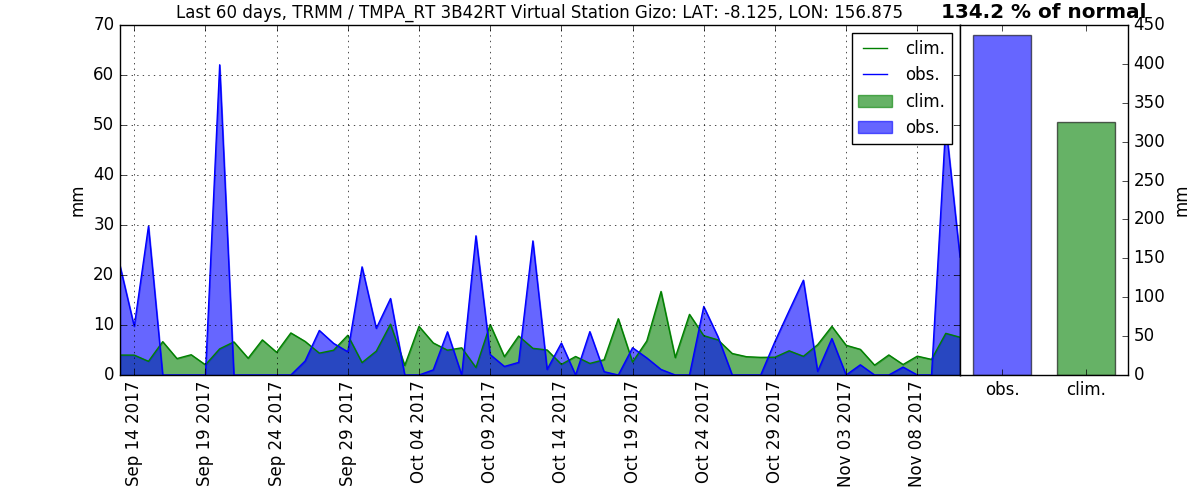 Last 60 days, TRMM / TMPA_RT 3B42RT Virtual Station Gizo: LAT: -8.125, LON: 156.875
134.2 % of normal
70
60
50
40
30
20
10
0
mm
clim.
obs.
clim.
obs.
450
400
350
300
250
200
150
100
50
0
mm
obs.
clim.
Sep 14 2017
Sep 19 2017
Sep 24 2017
Sep 29 2017
Oct 04 2017
Oct 09 2017
Oct 14 2017
Oct 19 2017
Oct 24 2017
Oct 29 2017
Nov 03 2017
Nov 08 2017